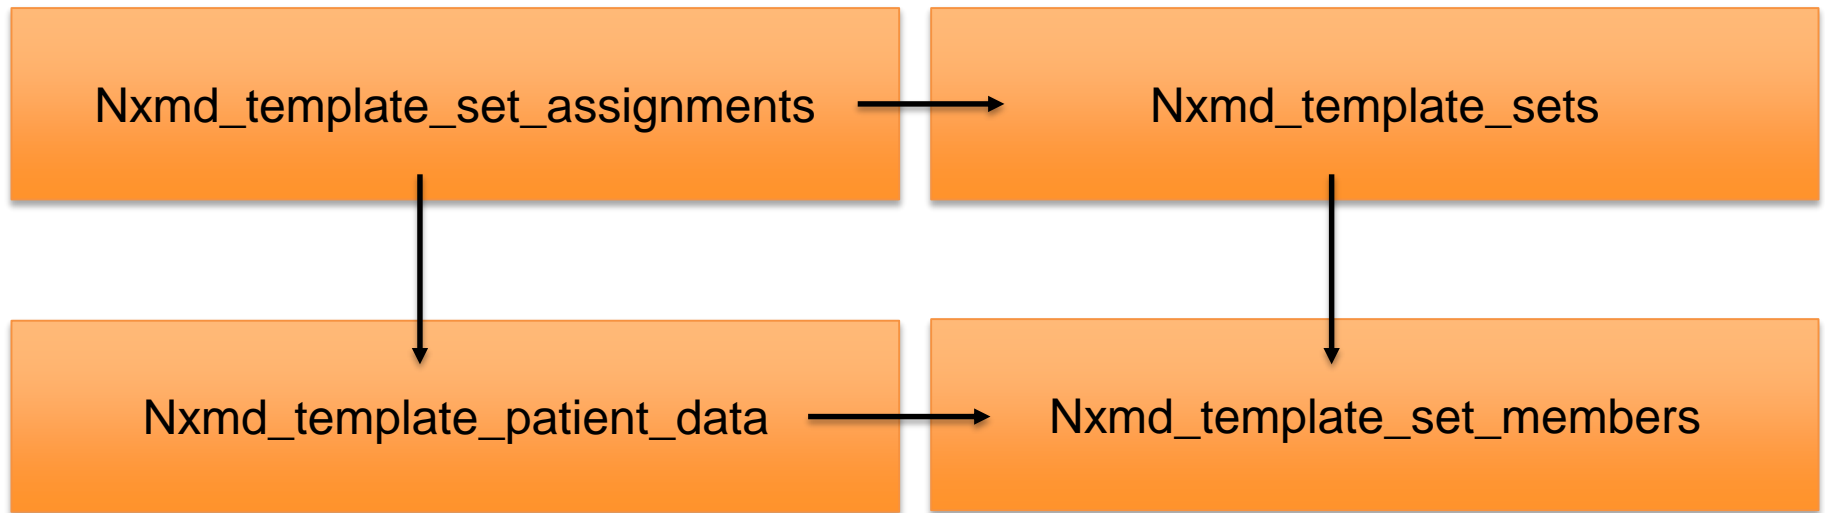 Nxmd_template_set_assignments
Nxmd_template_sets
Nxmd_template_patient_data
Nxmd_template_set_members